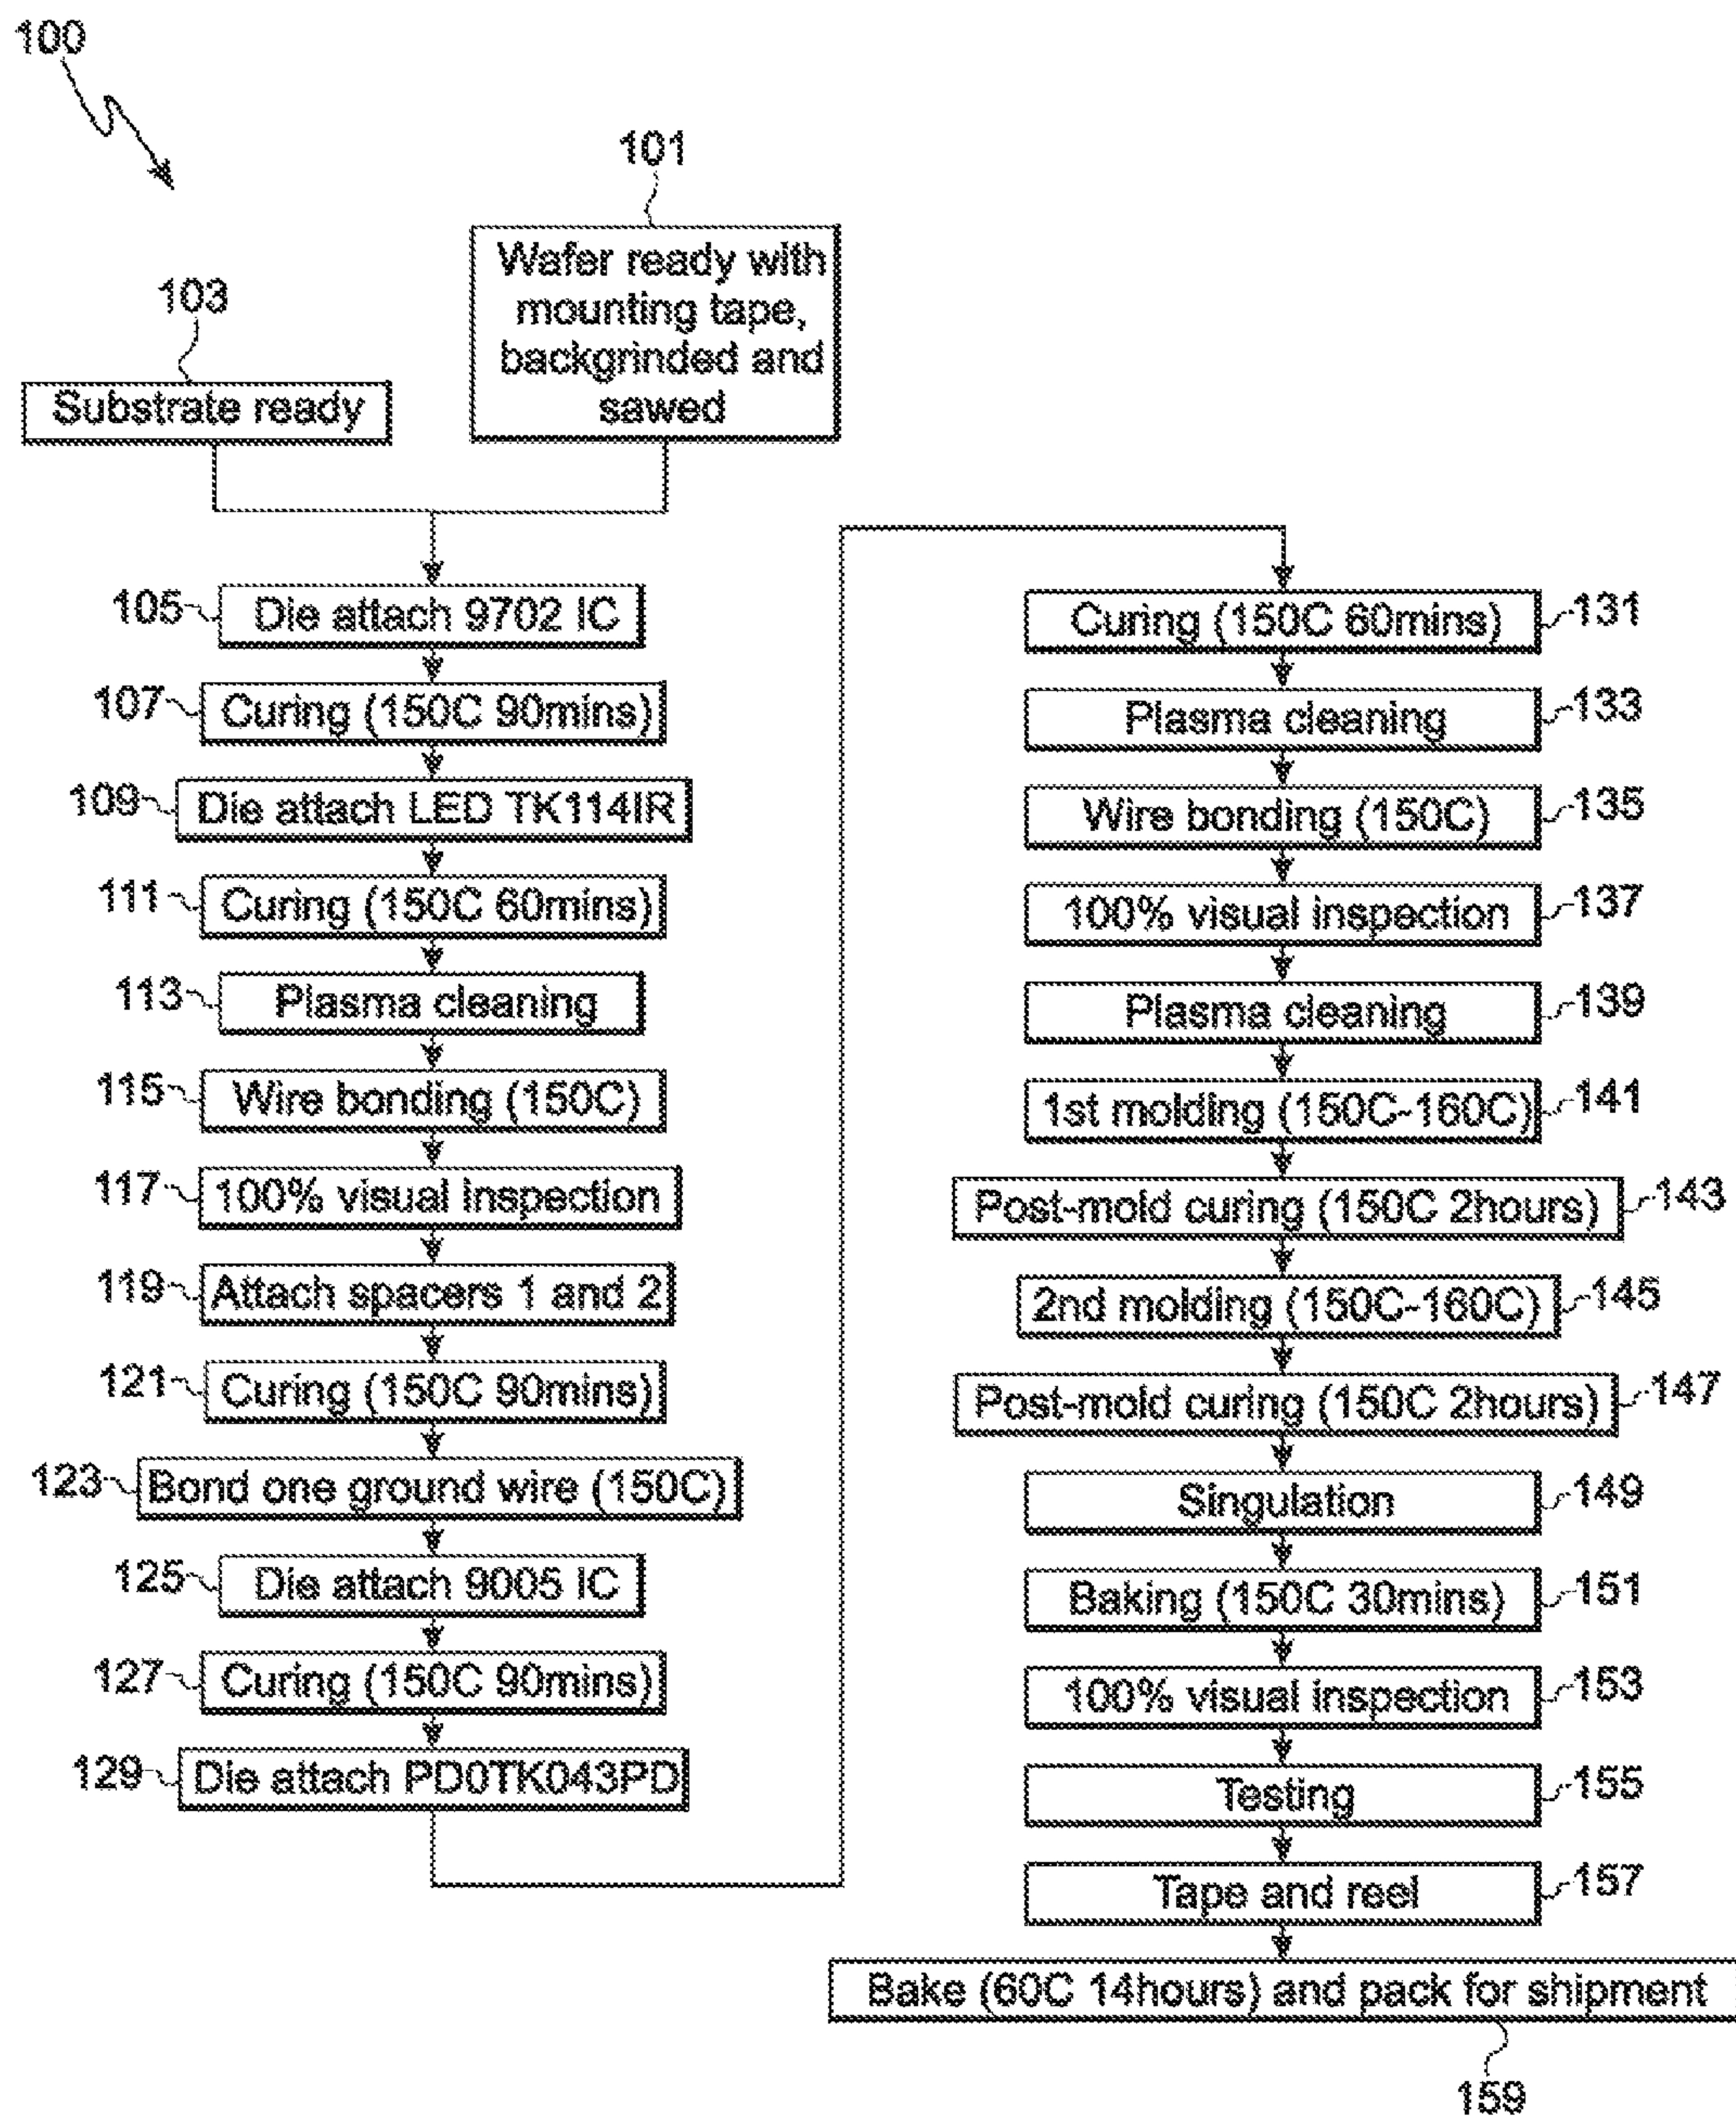 100
101
Wafer ready with
mounting tape,
backgrinded and
sawed
103
Substrate ready
105
Die attach 9702 IC
107
Curing (150C 90mins)
109
Die attach LED TK114IR
111
Curing (150C 60mins)
113
Plasma cleaning
115
Wire bonding (150C)
117
100% visual inspection
119
Attach spacers 1 and 2
121
Curing (150C 90mins)
123
Bond one ground wire (150C)
125
Die attach 9005 IC
127
Curing (150C 90mins)
129
Die attach PD0TK043PD
Curing (150C 60mins)
131
Plasma cleaning
133
Wire bonding (150C)
135
100% visual inspection
137
Plasma cleaning
139
1st molding (150C-160C)
141
Post-mold curing (150C 2hours)
143
2nd molding (150C-160C)
145
Post-mold curing (150C 2hours)
147
Singulation
149
Baking (150C 30mins)
151
100% visual inspection
153
Testing
155
Tape and reel
157
Bake (60C 14hours) and pack for shipment
159